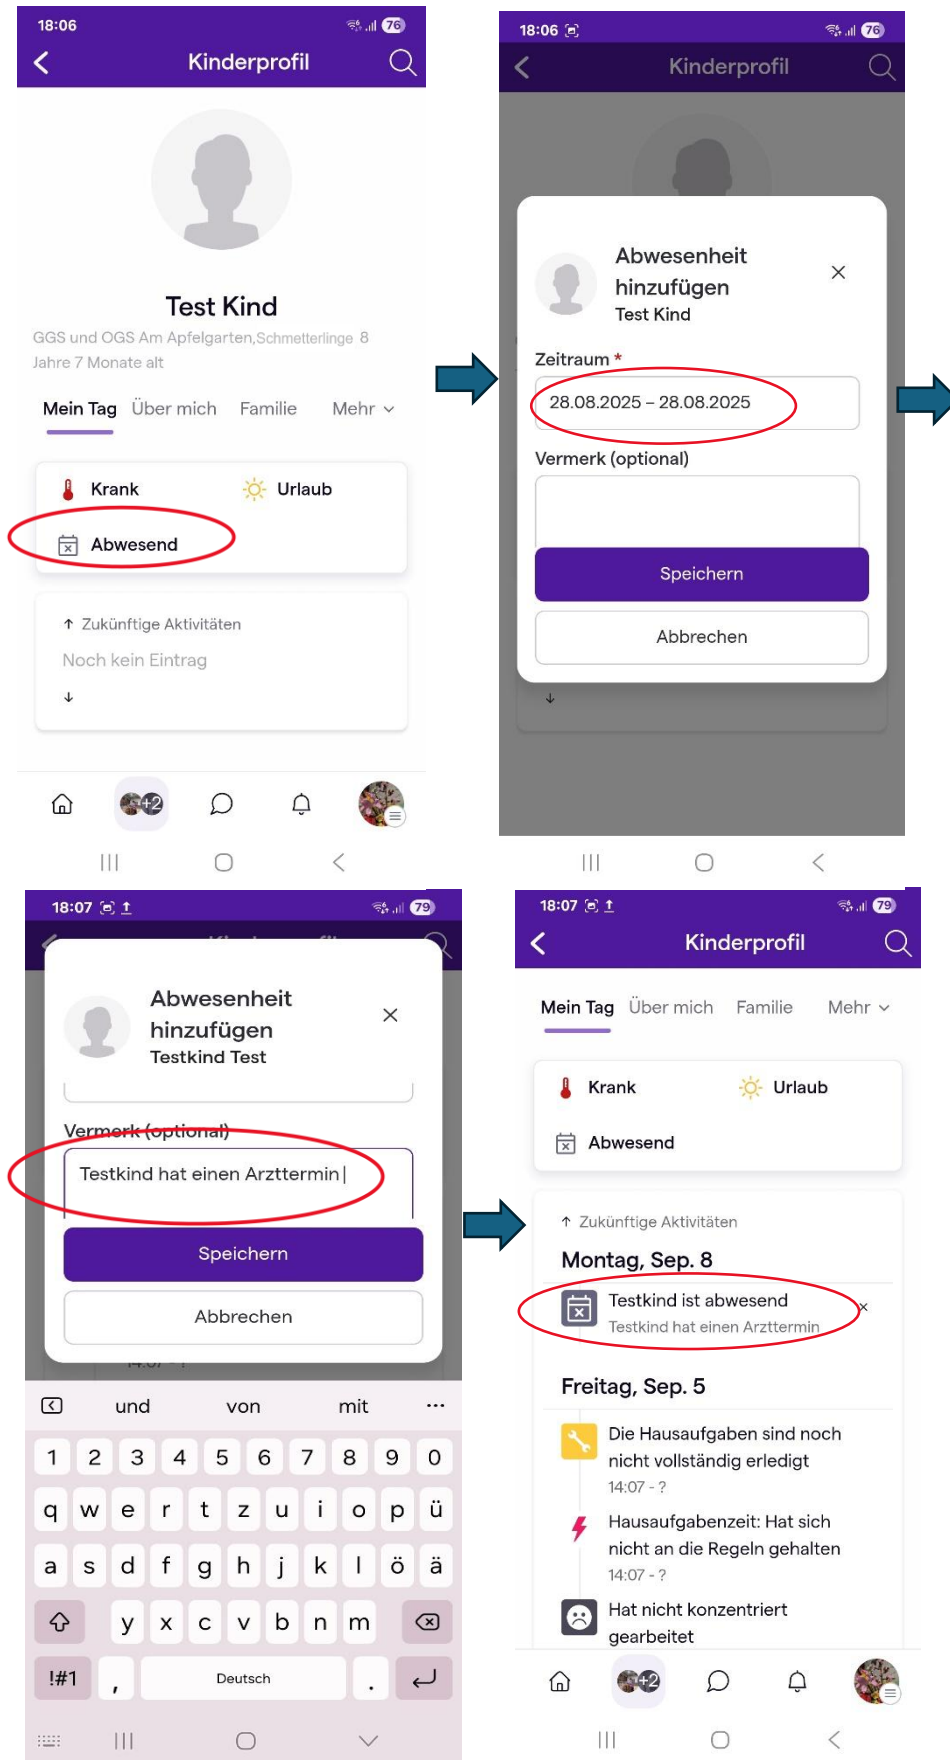 18:06
76
Kinderprofil
Test Kind
GGS und OGS Am Apfelgarten,Schmetterlinge 8
Jahre 7 Monate alt
Mein Tag Über mich Familie Mehr
Krank Urlaub
Abwesend
Zukünftige Aktivitäten
Noch kein Eintrag
+2
18:06
76
Kinderprofil
Abwesenheit
hinzufügen
Test Kind
Zeitraum *
28.08.2025 – 28.08.2025
Vermerk (optional)
Speichern
Abbrechen
18:07
79
Abwesenheit
hinzufügen
Testkind Test
Vermerk (optional)
Testkind hat einen Arzttermin
Speichern
Abbrechen
14:07 - ?
und von mit ...
1 2 3 4 5 6 7 8 9 0
q w e r t z u i o p ü
a s d f g h j k l ö ä
y x c v b n m
!#1 , Deutsch .
18:07
79
Kinderprofil
Mein Tag Über mich Familie Mehr
Krank Urlaub
Abwesend
Zukünftige Aktivitäten
Montag, Sep. 8
Testkind ist abwesend
Testkind hat einen Arzttermin
Freitag, Sep. 5
Die Hausaufgaben sind noch
nicht vollständig erledigt
14:07 - ?
Hausaufgabenzeit: Hat sich
nicht an die Regeln gehalten
14:07 - ?
Hat nicht konzentriert
gearbeitet
+2